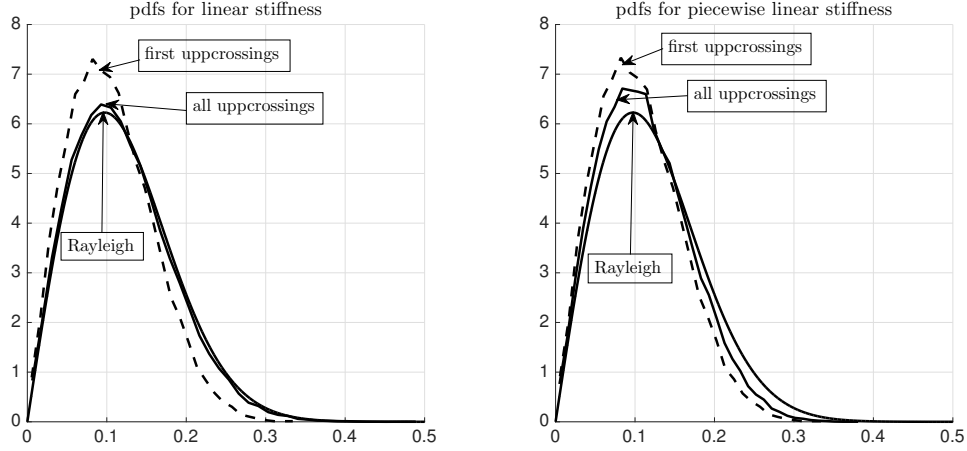 pdfs for linear stiffness
8
7
6
5
4
3
2
1
0
first uppcrossings
all uppcrossings
Rayleigh
0 0.1 0.2 0.3 0.4 0.5
pdfs for piecewise linear stiffness
8
7
6
5
4
3
2
1
0
first uppcrossings
all uppcrossings
Rayleigh
0 0.1 0.2 0.3 0.4 0.5